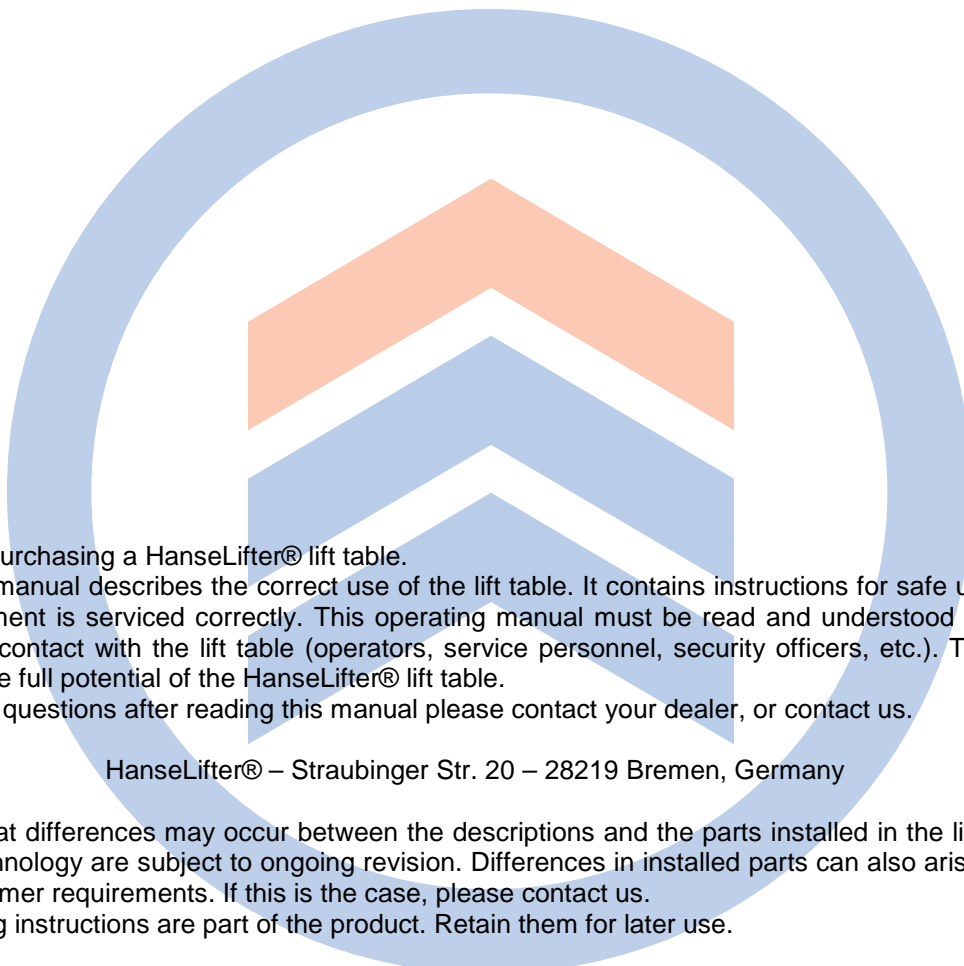 urchasing a HanseLifter® lift table.
manual describes the correct use of the lift table. It contains instructions for safe u
ment is serviced correctly. This operating manual must be read and understood
contact with the lift table (operators, service personnel, security officers, etc.). T
e full potential of the HanseLifter® lift table.
questions after reading this manual please contact your dealer, or contact us.
HanseLifter® – Straubinger Str. 20 – 28219 Bremen, Germany
at differences may occur between the descriptions and the parts installed in the li
hnology are subject to ongoing revision. Differences in installed parts can also aris
mer requirements. If this is the case, please contact us.
g instructions are part of the product. Retain them for later use.